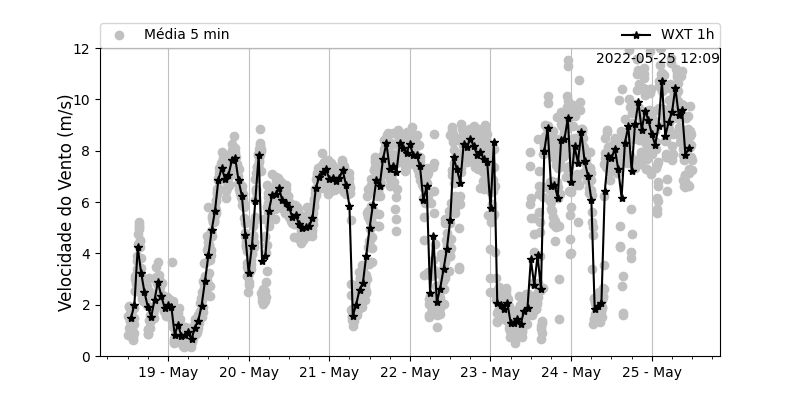 Média 5 min
WXT 1h
2022-05-25 12:09
Velocidade do Vento (m/s)
12
10
8
6
4
2
0
19 - May
20 - May
21 - May
22 - May
23 - May
24 - May
25 - May